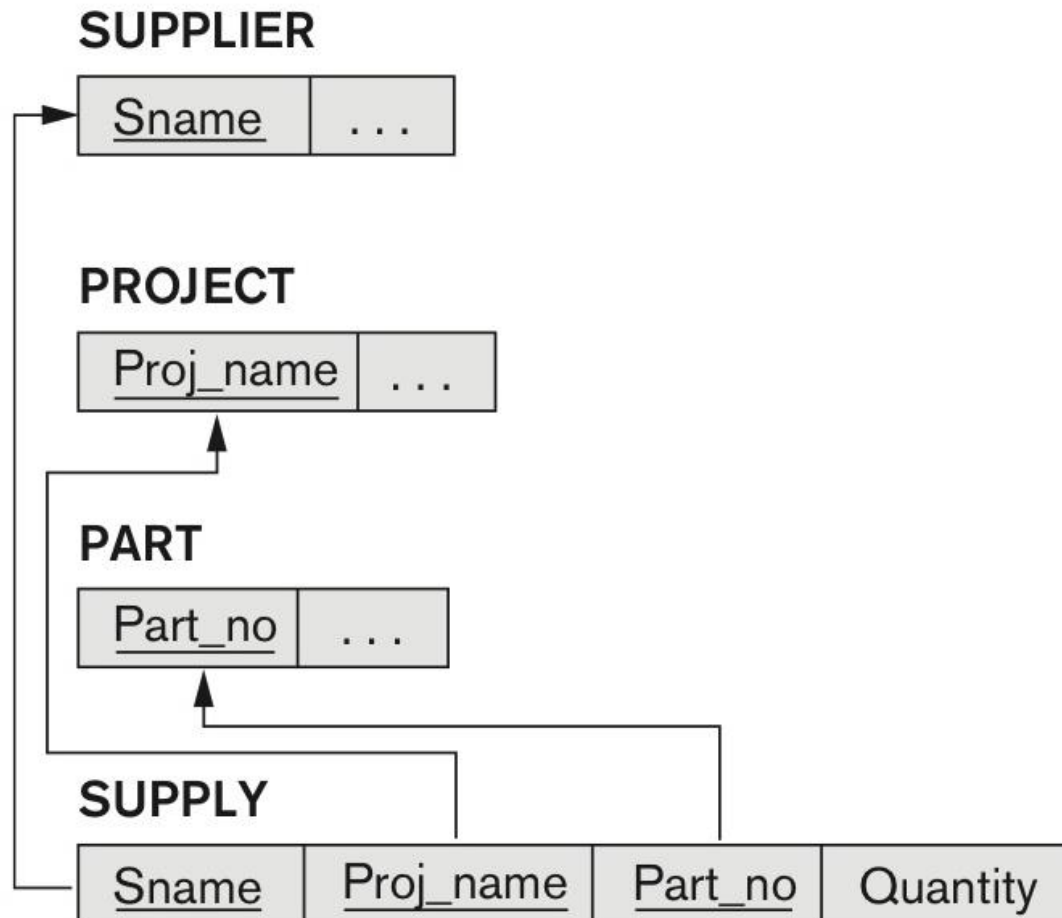 SUPPLIER
Sname ...
PROJECT
Proj_name ...
PART
Part_no ...
SUPPLY
Sname Proj_name Part_no Quantity